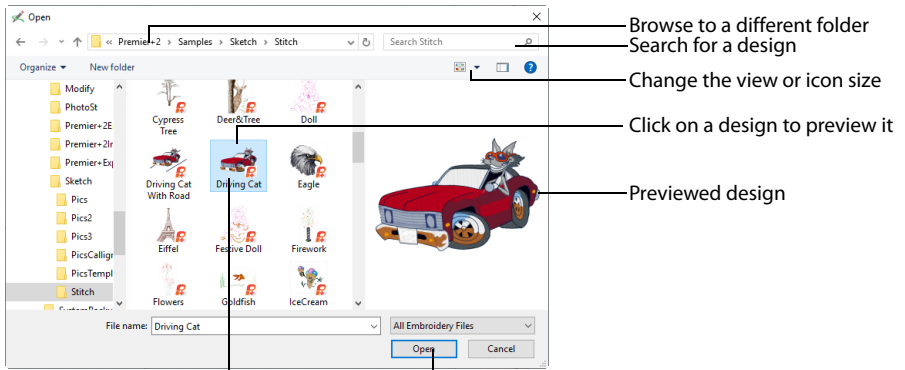 Open
« Premier+2 › Samples › Sketch › Stitch
Search Stitch
Browse to a different folder
Search for a design
Organize
New folder
Change the view or icon size
Modify
PhotoSt
Premier+2E
Premier+2Ir
Premier+Exp
Sketch
Pics
Pics2
Pics3
PicsCalligr
PicsTempl
Stitch
Cypress
Tree
Deer&Tree
Doll
Click on a design to preview it
Driving Cat
With Road
Driving Cat
Eagle
Previewed design
Eiffel
Festive Doll
Firework
Flowers
Goldfish
IceCream
File name:
Driving Cat
All Embroidery Files
Open
Cancel